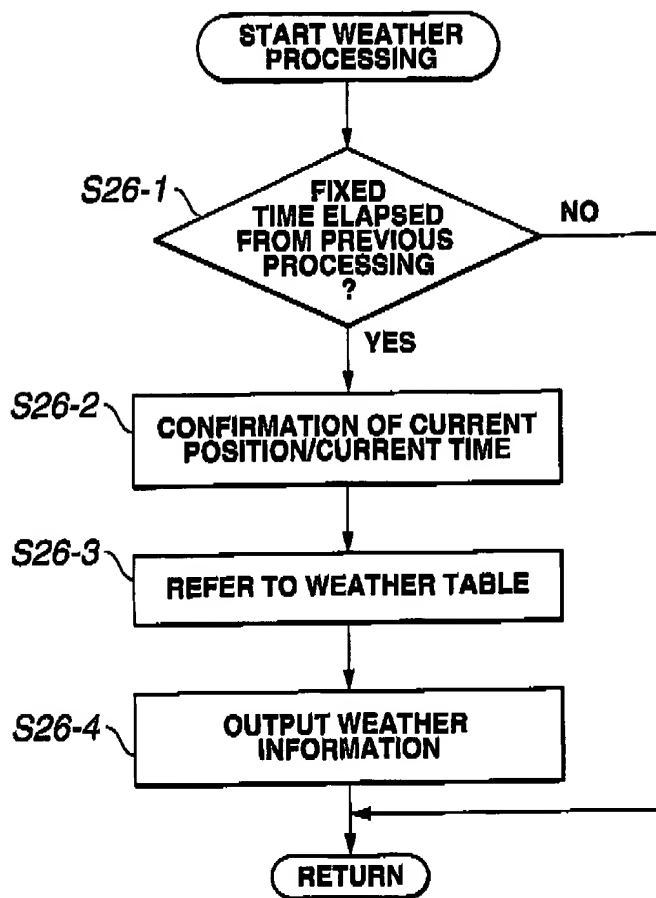 START WEATHER
PROCESSING
S26-1
FIXED
TIME ELAPSED
FROM PREVIOUS
PROCESSING
?
NO
YES
S26-2
CONFIRMATION OF CURRENT
POSITION/CURRENT TIME
S26-3
REFER TO WEATHER TABLE
S26-4
OUTPUT WEATHER
INFORMATION
RETURN